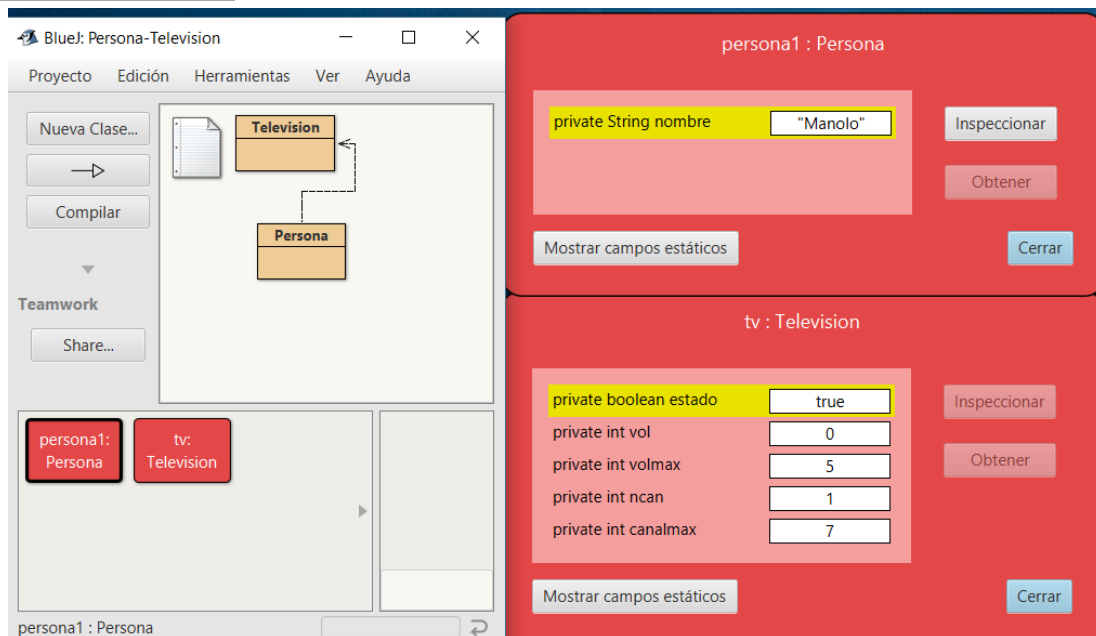 BlueJ: Persona-Television
Proyecto Edición Herramientas Ver Ayuda
Nueva Clase...
Compilar
Teamwork
Share...
Television
Persona
persona1:
Persona
tv:
Television
persona1 : Persona
persona1 : Persona
private String nombre "Manolo"
Inspeccionar
Obtener
Mostrar campos estáticos
Cerrar
tv : Television
private boolean estado true
private int vol 0
private int volmax 5
private int ncan 1
private int canalmax 7
Inspeccionar
Obtener
Mostrar campos estáticos
Cerrar